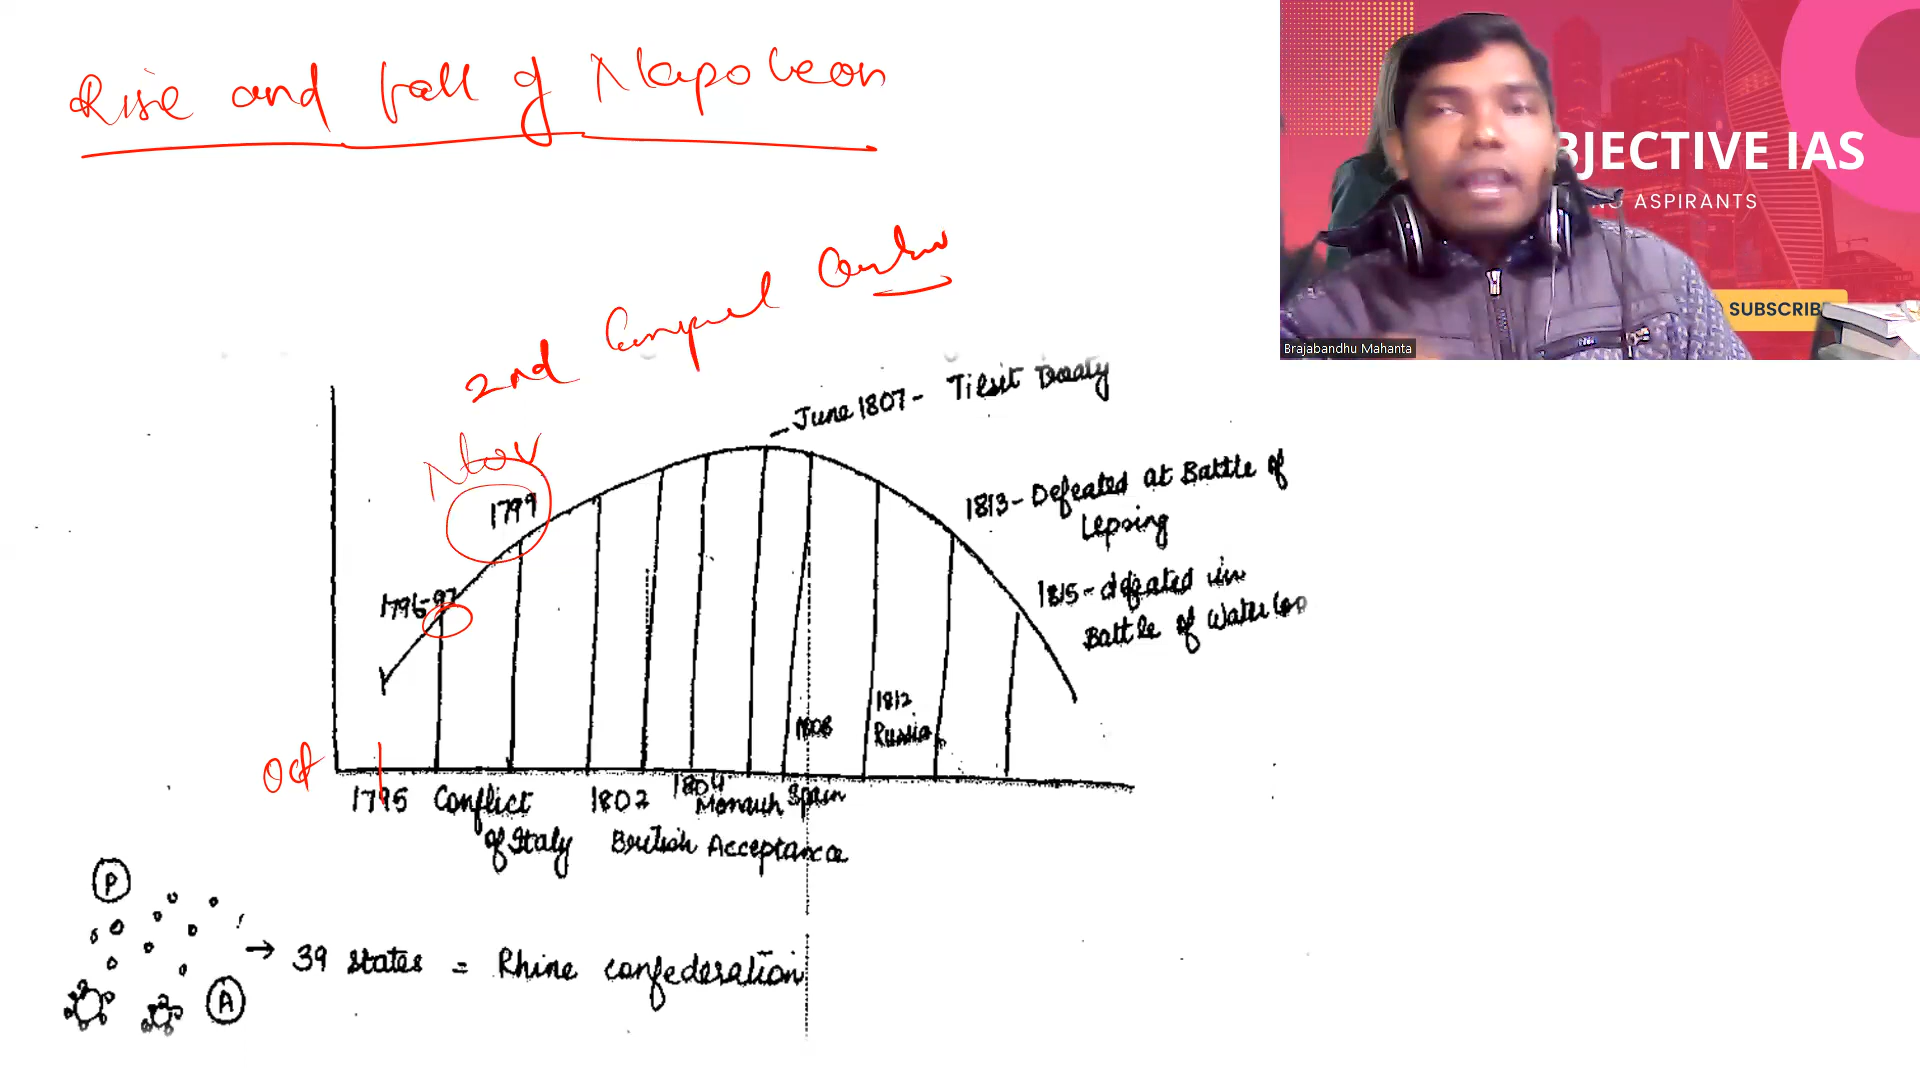 Rise and fall of Napoleon
BJECTIVE IAS
ASPIRANTS
SUBSCRIB
Brajabandhu Mahanta
2nd
June 1807- Tilsit Treaty
Nov
1799
1813- Defeated at Battle of
Lepsing
1796-97
1815- defeated in
Battle of Waterloo
1812
Russia
1808
Oct
1795 Conflict
of Italy
1802
1804
Monarch
Spain
British Acceptance
P
A
→ 39 states = Rhine confederation